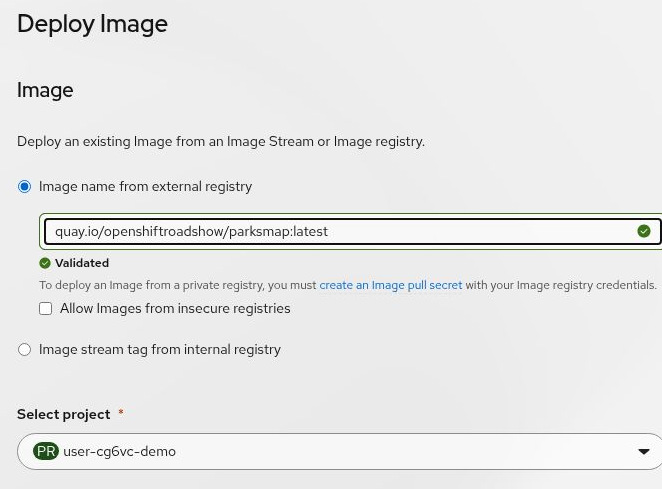 Deploy Image
Image
Deploy an existing Image from an Image Stream or Image registry.
Image name from external registry
quay.io/openshiftroadshow/parksmap:latest
Validated
To deploy an Image from a private registry, you must create an Image pull secret with your Image registry credentials.
Allow Images from insecure registries
Image stream tag from internal registry
Select project *
PR user-cg6vc-demo